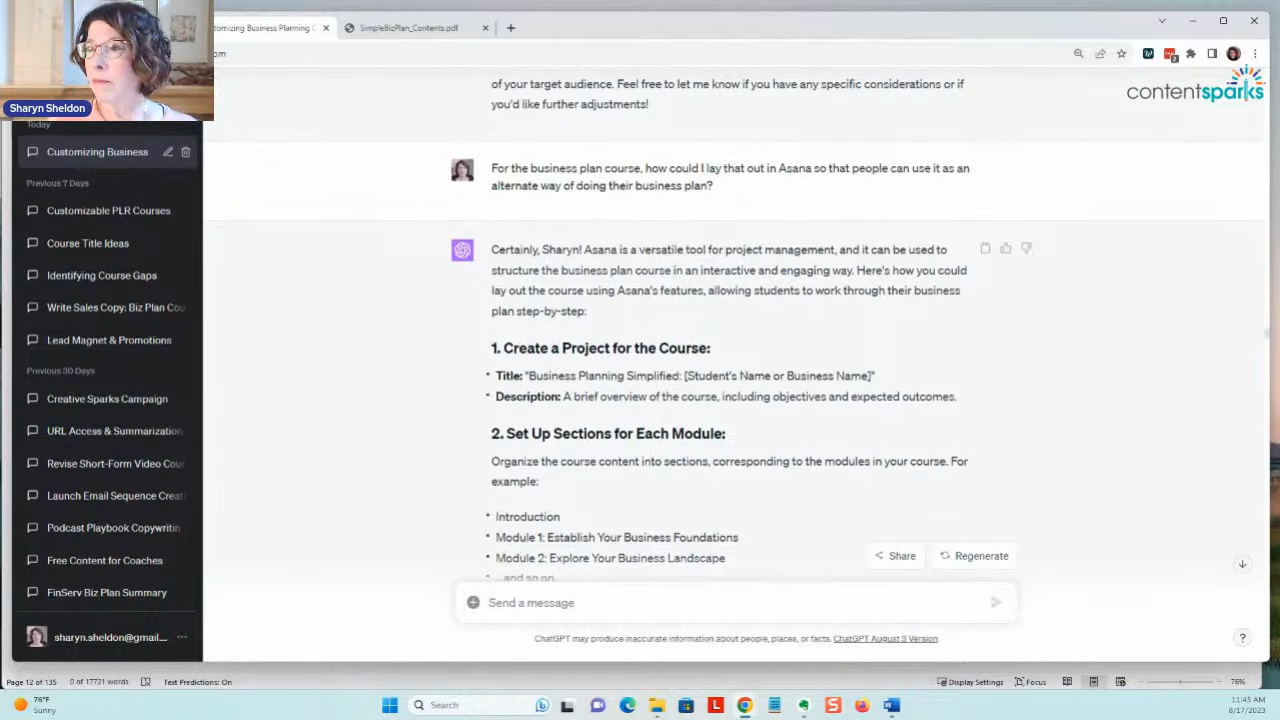 tomizing Business Planning C
SimpleBizPlan_Contents.pdf
om
Sharyn Sheldon
contentsparks
Today
Customizing Business
Previous 7 Days
Customizable PLR Courses
Course Title Ideas
Identifying Course Gaps
Write Sales Copy: Biz Plan Cou
Lead Magnet & Promotions
Previous 30 Days
Creative Sparks Campaign
URL Access & Summarization
Revise Short-Form Video Cour
Launch Email Sequence Creati
Podcast Playbook Copywritin
Free Content for Coaches
FinServ Biz Plan Summary
sharyn.sheldon@gmail...
of your target audience. Feel free to let me know if you have any specific considerations or if
you'd like further adjustments!
For the business plan course, how could I lay that out in Asana so that people can use it as an
alternate way of doing their business plan?
Certainly, Sharyn! Asana is a versatile tool for project management, and it can be used to
structure the business plan course in an interactive and engaging way. Here's how you could
lay out the course using Asana's features, allowing students to work through their business
plan step-by-step:
1. Create a Project for the Course:
• Title: "Business Planning Simplified: [Student's Name or Business Name]"
• Description: A brief overview of the course, including objectives and expected outcomes.
2. Set Up Sections for Each Module:
Organize the course content into sections, corresponding to the modules in your course. For
example:
• Introduction
• Module 1: Establish Your Business Foundations
• Module 2: Explore Your Business Landscape
• ...and so on.
Share
Regenerate
Send a message
ChatGPT may produce inaccurate information about people, places, or facts. ChatGPT August 3 Version
?
Page 12 of 135 0 of 17721 words Text Predictions: On
Display Settings Focus 76%
76°F
Sunny
Search
11:43 AM
8/17/2023